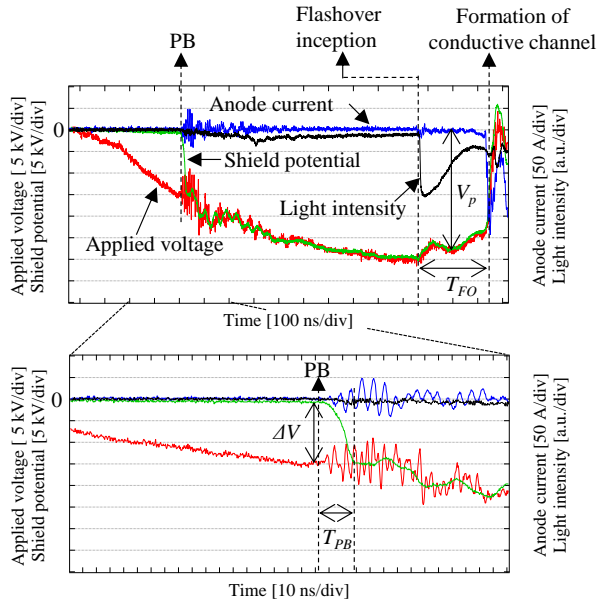 Flashover
inception
Formation of
conductive channel
PB
0
Anode current
Shield potential
Light intensity
Applied voltage
V_p
T_FO
Applied voltage [ 5 kV/div]
Shield potential [5 kV/div]
Anode current [50 A/div]
Light intensity [a.u./div]
Time [100 ns/div]
PB
0
ΔV
T_PB
Applied voltage [ 5 kV/div]
Shield potential [5 kV/div]
Anode current [50 A/div]
Light intensity [a.u./div]
Time [10 ns/div]